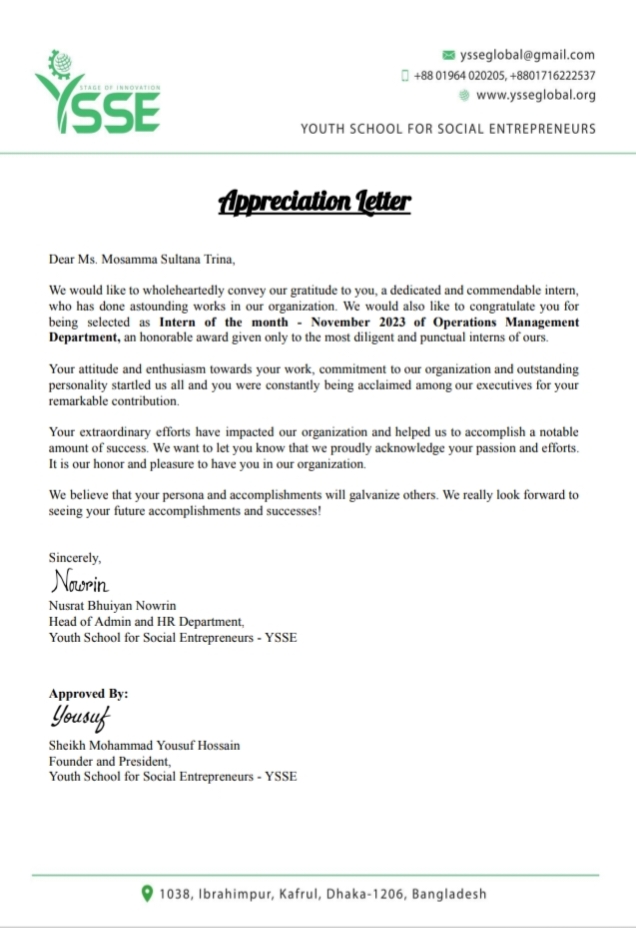 ysseglobal@gmail.com
+88 01964 020205, +8801716222537
www.ysseglobal.org
STAGE OF INNOVATION
YSSE
YOUTH SCHOOL FOR SOCIAL ENTREPRENEURS
Appreciation Letter
Dear Ms. Mosamma Sultana Trina,
We would like to wholeheartedly convey our gratitude to you, a dedicated and commendable intern,
who has done astounding works in our organization. We would also like to congratulate you for
being selected as Intern of the month - November 2023 of Operations Management
Department, an honorable award given only to the most diligent and punctual interns of ours.
Your attitude and enthusiasm towards your work, commitment to our organization and outstanding
personality startled us all and you were constantly being acclaimed among our executives for your
remarkable contribution.
Your extraordinary efforts have impacted our organization and helped us to accomplish a notable
amount of success. We want to let you know that we proudly acknowledge your passion and efforts.
It is our honor and pleasure to have you in our organization.
We believe that your persona and accomplishments will galvanize others. We really look forward to
seeing your future accomplishments and successes!
Sincerely,
Nowrin
Nusrat Bhuiyan Nowrin
Head of Admin and HR Department,
Youth School for Social Entrepreneurs - YSSE
Approved By:
Yousuf
Sheikh Mohammad Yousuf Hossain
Founder and President,
Youth School for Social Entrepreneurs - YSSE
1038, Ibrahimpur, Kafrul, Dhaka-1206, Bangladesh